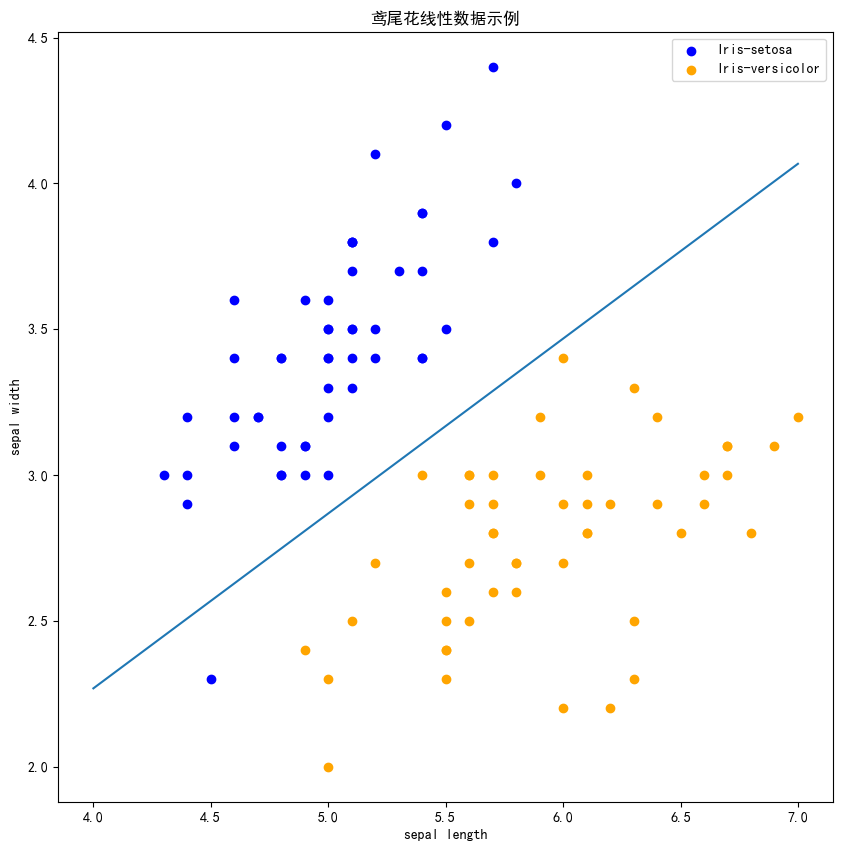 鸢尾花线性数据示例
Iris-setosa
Iris-versicolor
4.5
4.0
3.5
3.0
2.5
2.0
sepal width
4.0 4.5 5.0 5.5 6.0 6.5 7.0
sepal length